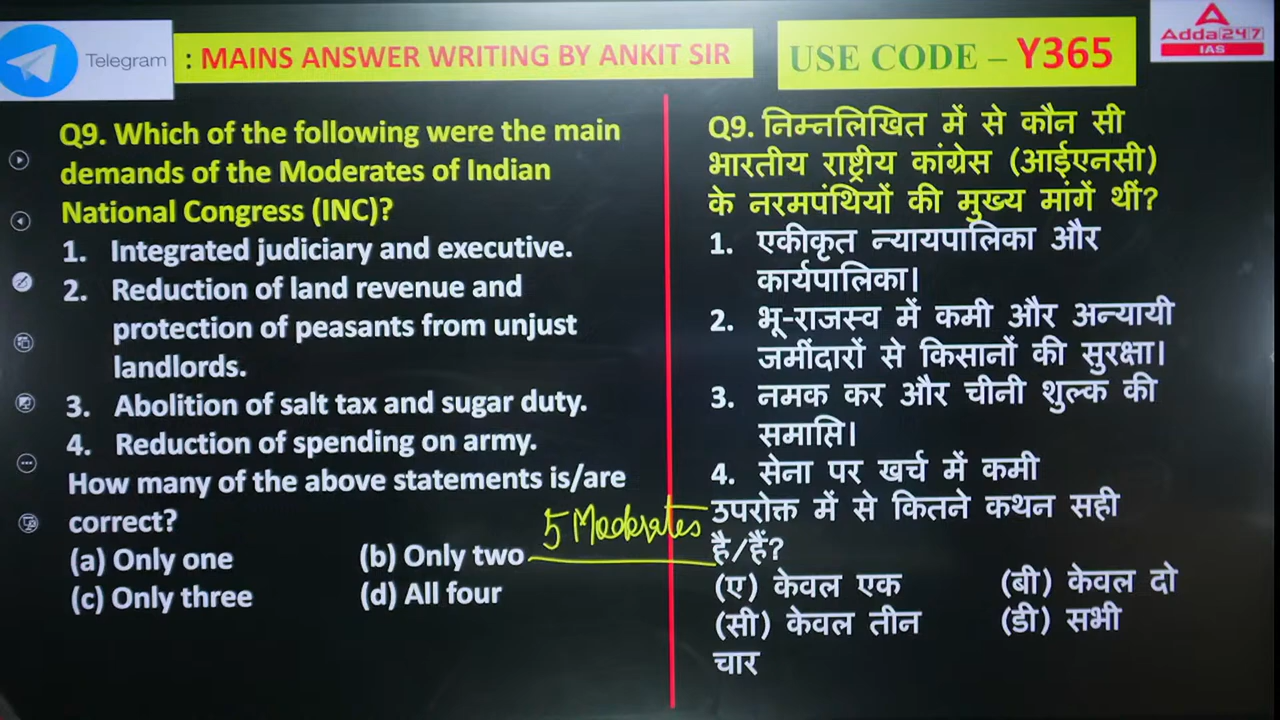 Telegram
: MAINS ANSWER WRITING BY ANKIT SIR
USE CODE – Y365
Adda247
IAS
Q9. Which of the following were the main
demands of the Moderates of Indian
National Congress (INC)?
1. Integrated judiciary and executive.
2. Reduction of land revenue and
protection of peasants from unjust
landlords.
3. Abolition of salt tax and sugar duty.
4. Reduction of spending on army.
How many of the above statements is/are
correct?
(a) Only one (b) Only two
(c) Only three (d) All four
5 Moderates
Q9. निम्नलिखित में से कौन सी
भारतीय राष्ट्रीय कांग्रेस (आईएनसी)
के नरमपंथियों की मुख्य मांगें थीं?
1. एकीकृत न्यायपालिका और
कार्यपालिका।
2. भू-राजस्व में कमी और अन्यायी
जमींदारों से किसानों की सुरक्षा।
3. नमक कर और चीनी शुल्क की
समाप्ति।
4. सेना पर खर्च में कमी
उपरोक्त में से कितने कथन सही
है/हैं?
(ए) केवल एक (बी) केवल दो
(सी) केवल तीन (डी) सभी
चार